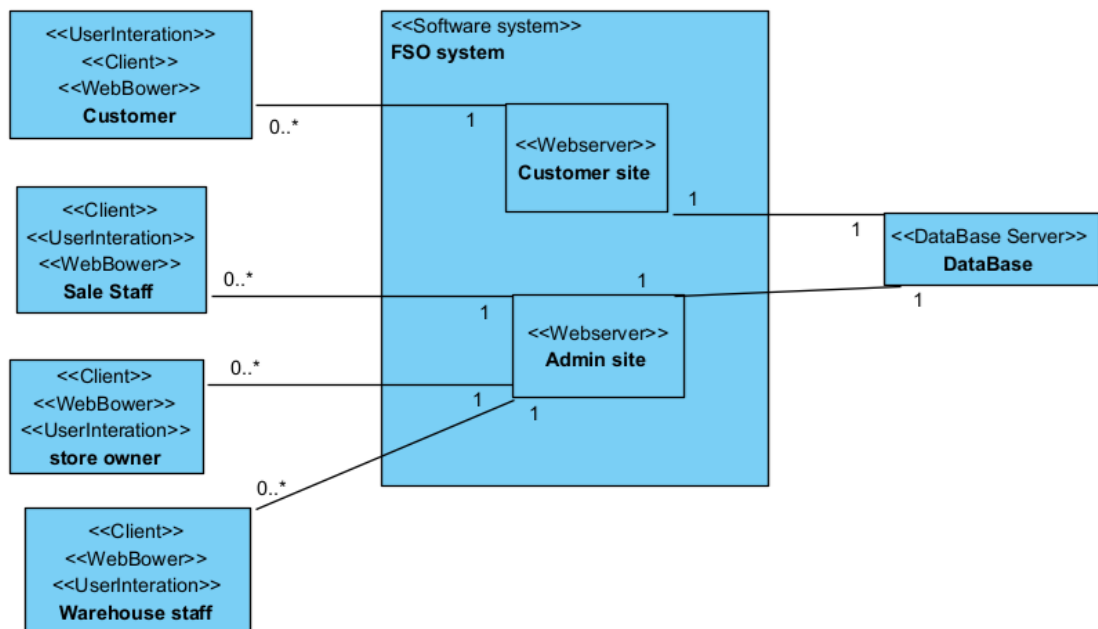 <<UserInteration>>
<<Client>>
<<WebBower>>
Customer
0..*
1
<<Software system>>
FSO system
<<Webserver>>
Customer site
1
1
<<DataBase Server>>
DataBase
<<Client>>
<<UserInteration>>
<<WebBower>>
Sale Staff
0..*
1
<<Webserver>>
Admin site
1
1
<<Client>>
<<WebBower>>
<<UserInteration>>
store owner
0..*
1
<<Client>>
<<WebBower>>
<<UserInteration>>
Warehouse staff
0..*
1